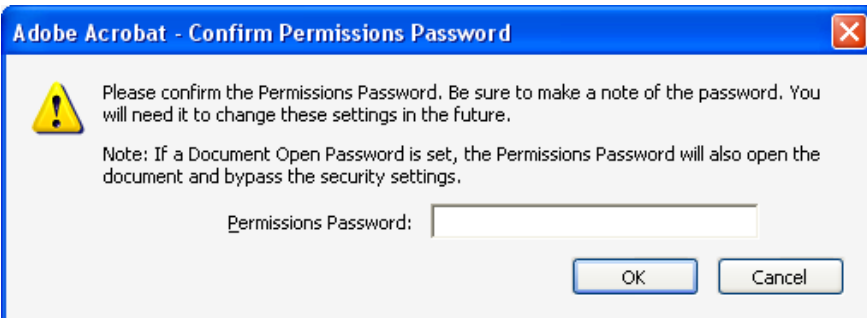 Adobe Acrobat - Confirm Permissions Password
Please confirm the Permissions Password. Be sure to make a note of the password. You
will need it to change these settings in the future.
Note: If a Document Open Password is set, the Permissions Password will also open the
document and bypass the security settings.
Permissions Password:
OK Cancel